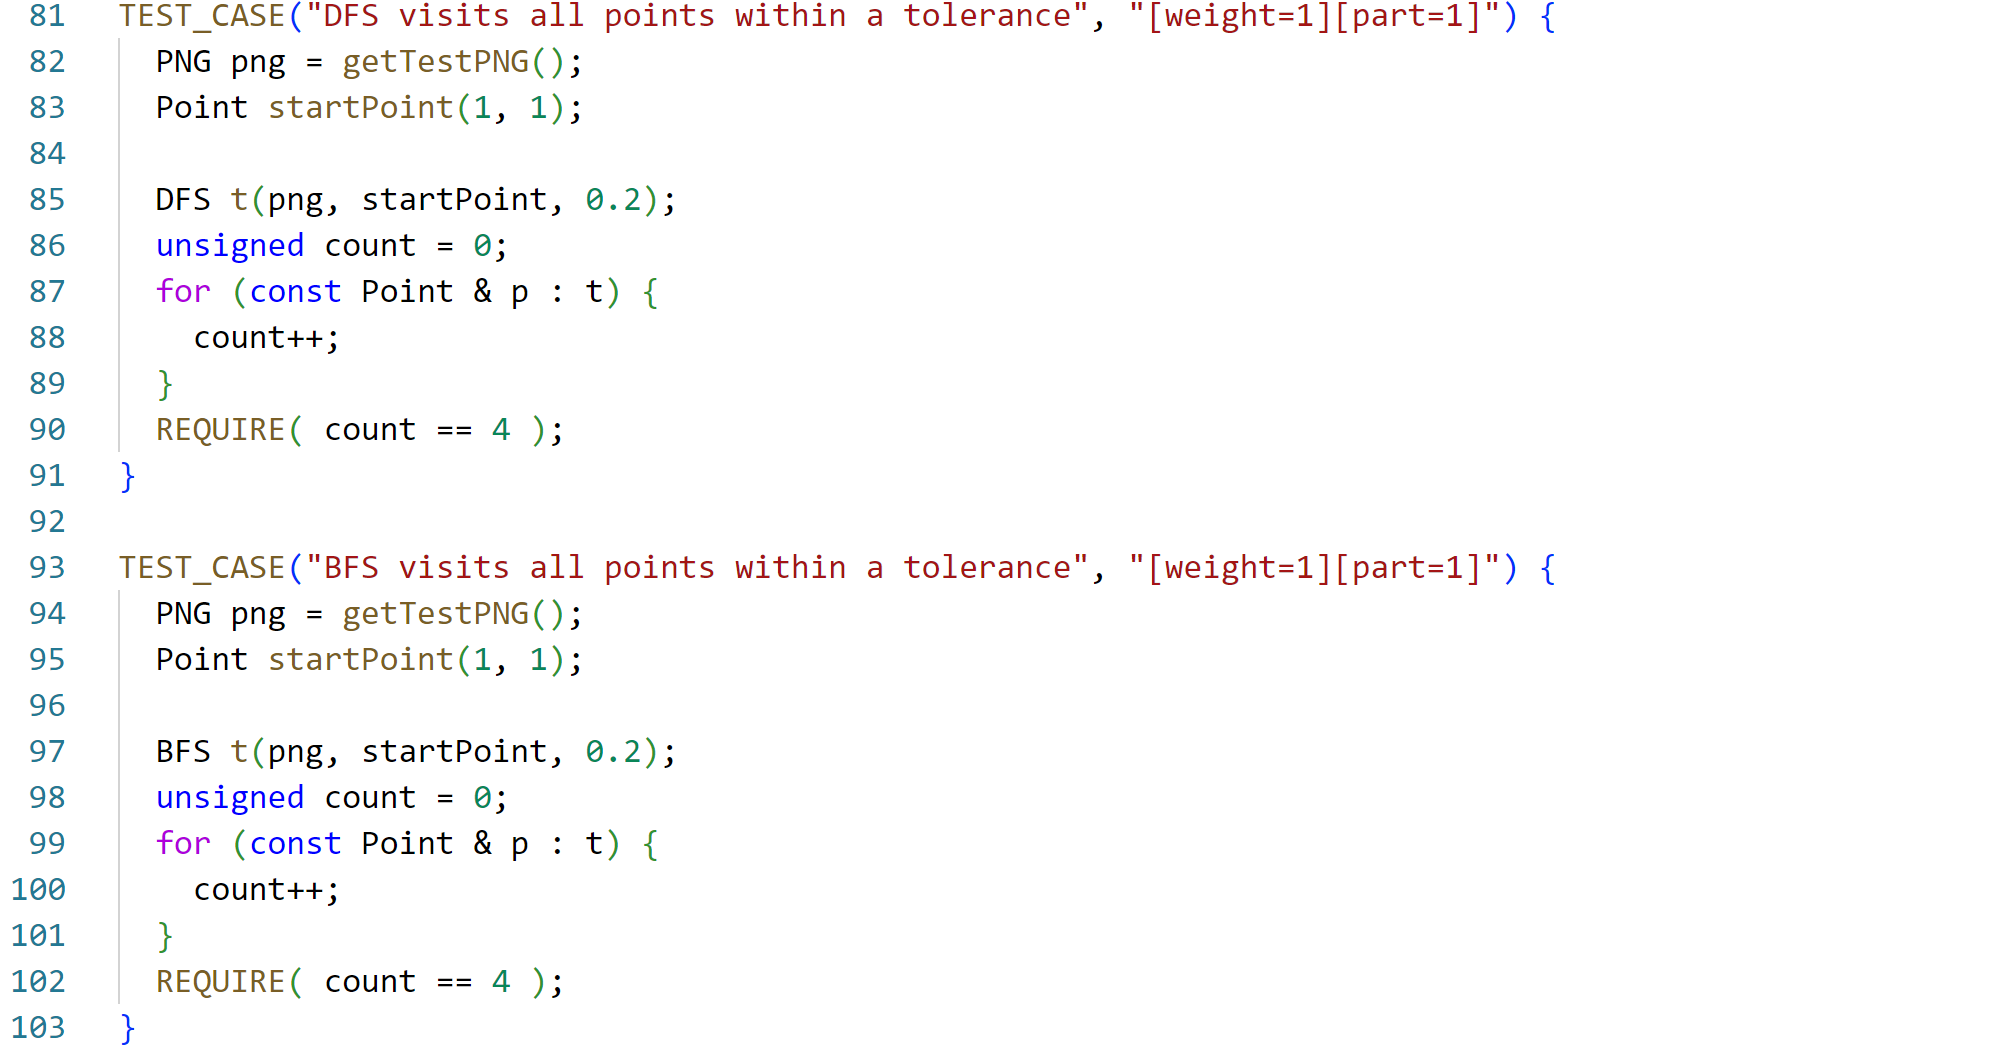 81 TEST_CASE("DFS visits all points within a tolerance", "[weight=1][part=1]") {
82   PNG png = getTestPNG();
83   Point startPoint(1, 1);
84
85   DFS t(png, startPoint, 0.2);
86   unsigned count = 0;
87   for (const Point & p : t) {
88     count++;
89   }
90   REQUIRE( count == 4 );
91 }
92
93 TEST_CASE("BFS visits all points within a tolerance", "[weight=1][part=1]") {
94   PNG png = getTestPNG();
95   Point startPoint(1, 1);
96
97   BFS t(png, startPoint, 0.2);
98   unsigned count = 0;
99   for (const Point & p : t) {
100     count++;
101   }
102   REQUIRE( count == 4 );
103 }